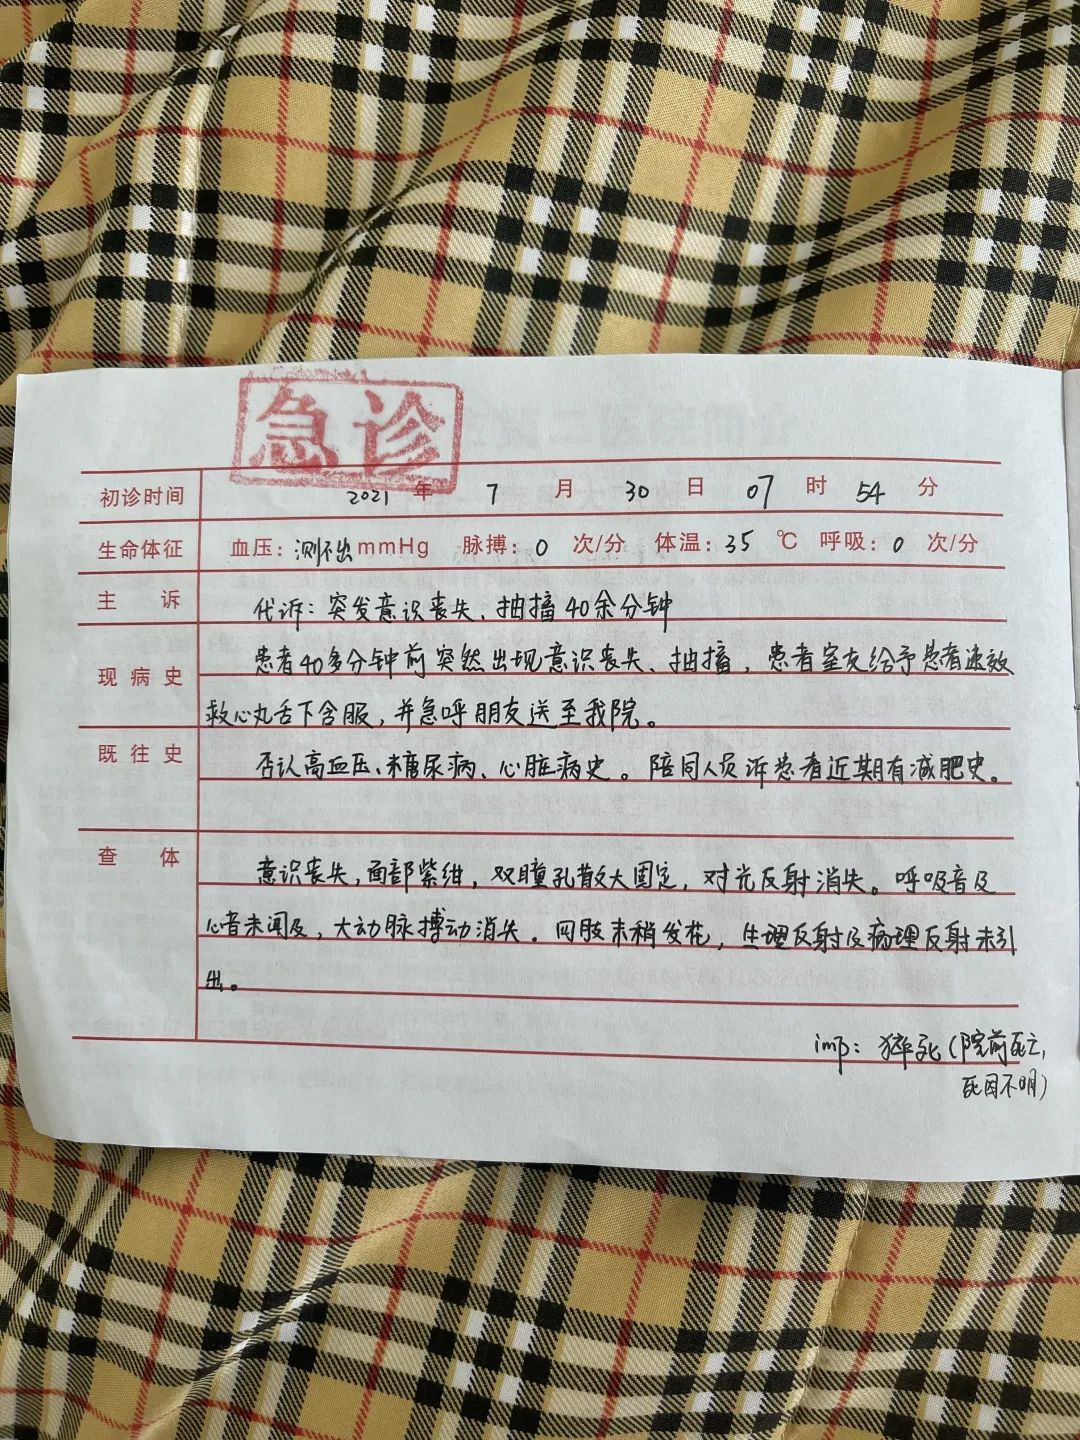 急诊
初诊时间 2021 年 7 月 30 日 07 时 54 分
生命体征 血压：测不出 mmHg 脉搏：0 次/分 体温：35 ℃ 呼吸：0 次/分
主诉 代诉：突发意识丧失、抽搐40余分钟
现病史 患者40多分钟前突然出现意识丧失、抽搐，患者室友给予患者速效
救心丸舌下含服，并急呼朋友送至我院。
既往史 否认高血压、糖尿病、心脏病史。陪同人员诉患者近期有减肥史。
查体 意识丧失，面部紫绀，双瞳孔散大固定，对光反射消失。呼吸音及
心音未闻及，大动脉搏动消失。四肢末稍发花，生理反射及病理反射未引
出。
imp：猝死（院前死亡，
死因不明）